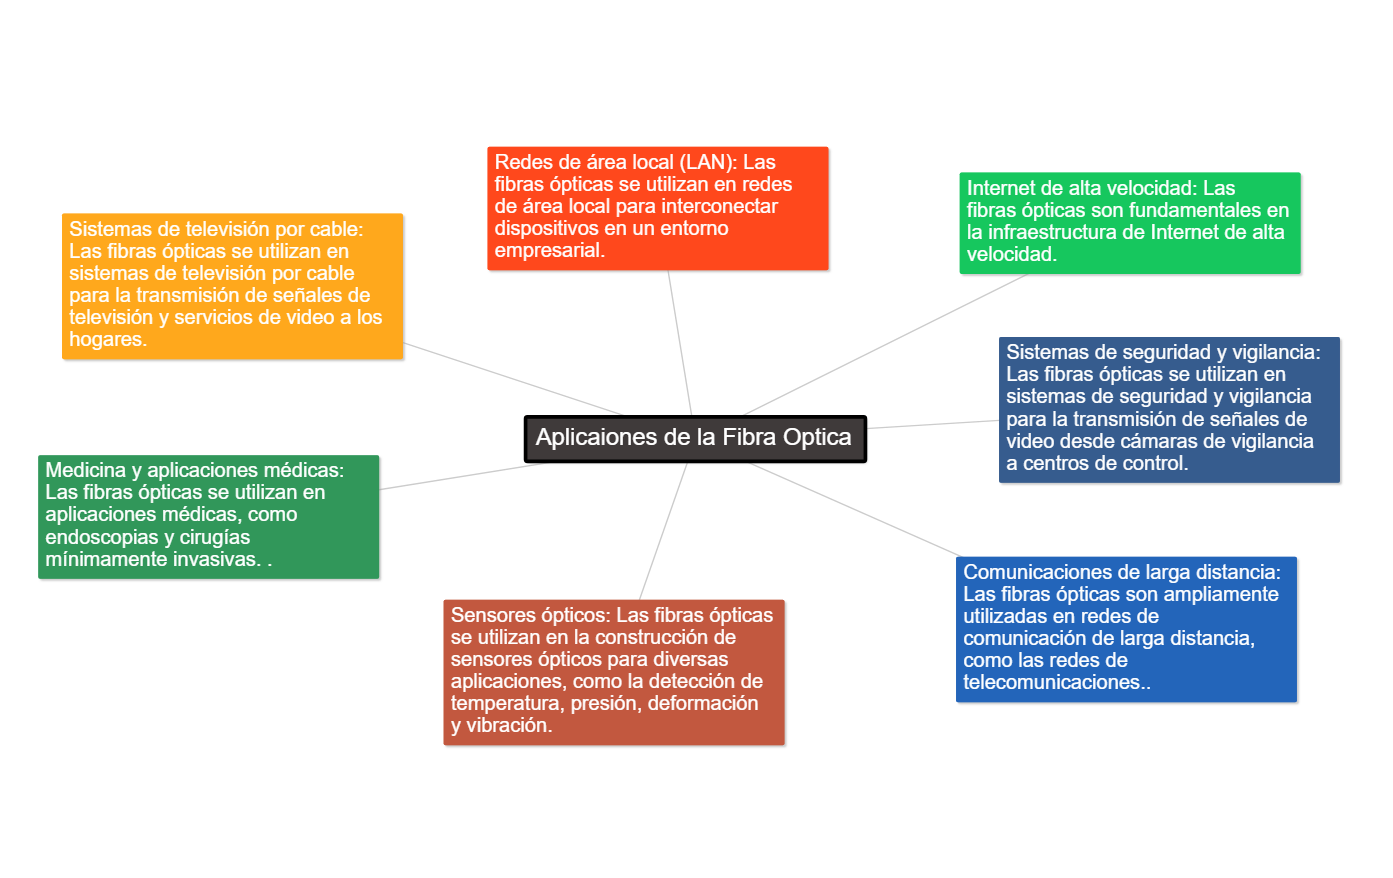 Redes de área local (LAN): Las
fibras ópticas se utilizan en redes
de área local para interconectar
dispositivos en un entorno
empresarial.
Internet de alta velocidad: Las
fibras ópticas son fundamentales en
la infraestructura de Internet de alta
velocidad.
Sistemas de televisión por cable:
Las fibras ópticas se utilizan en
sistemas de televisión por cable
para la transmisión de señales de
televisión y servicios de video a los
hogares.
Sistemas de seguridad y vigilancia:
Las fibras ópticas se utilizan en
sistemas de seguridad y vigilancia
para la transmisión de señales de
video desde cámaras de vigilancia
a centros de control.
Aplicaiones de la Fibra Optica
Medicina y aplicaciones médicas:
Las fibras ópticas se utilizan en
aplicaciones médicas, como
endoscopias y cirugías
mínimamente invasivas. .
Comunicaciones de larga distancia:
Las fibras ópticas son ampliamente
utilizadas en redes de
comunicación de larga distancia,
como las redes de
telecomunicaciones..
Sensores ópticos: Las fibras ópticas
se utilizan en la construcción de
sensores ópticos para diversas
aplicaciones, como la detección de
temperatura, presión, deformación
y vibración.